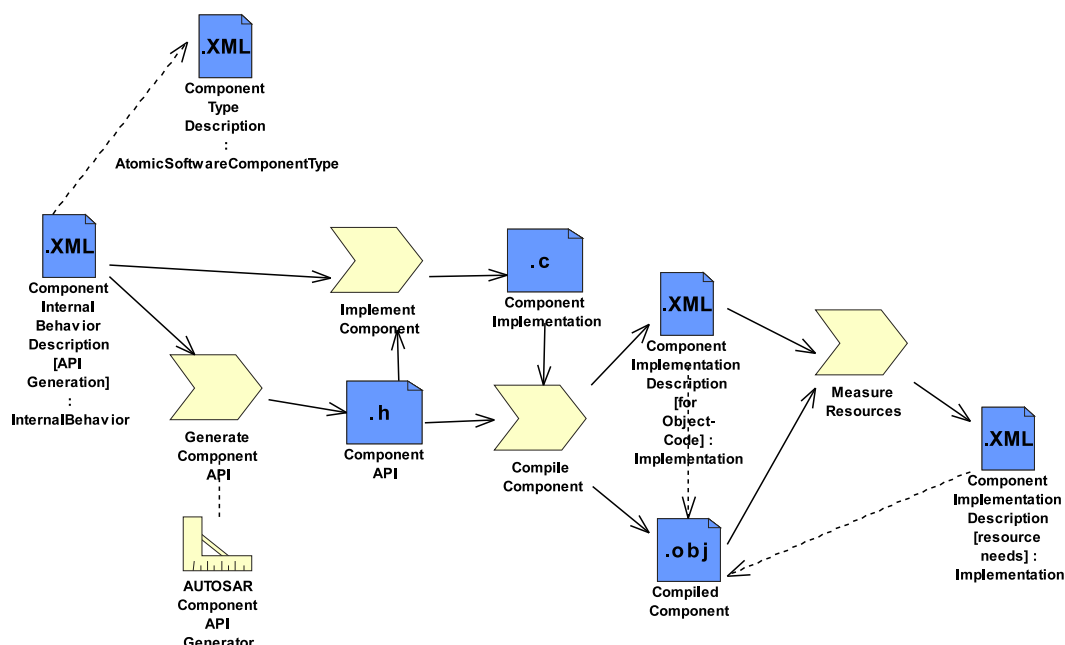 .XML
Component
Type
Description
:
AtomicSoftwareComponentType
.XML
Component
Internal
Behavior
Description
[API
Generation]
:
InternalBehavior
Implement
Component
.c
Component
Implementation
Generate
Component
API
.h
Component
API
Compile
Component
.XML
Component
Implementation
Description
[for
Object-
Code] :
Implementation
Measure
Resources
.XML
Component
Implementation
Description
[resource
needs] :
Implementation
.obj
Compiled
Component
AUTOSAR
Component
API
Generator